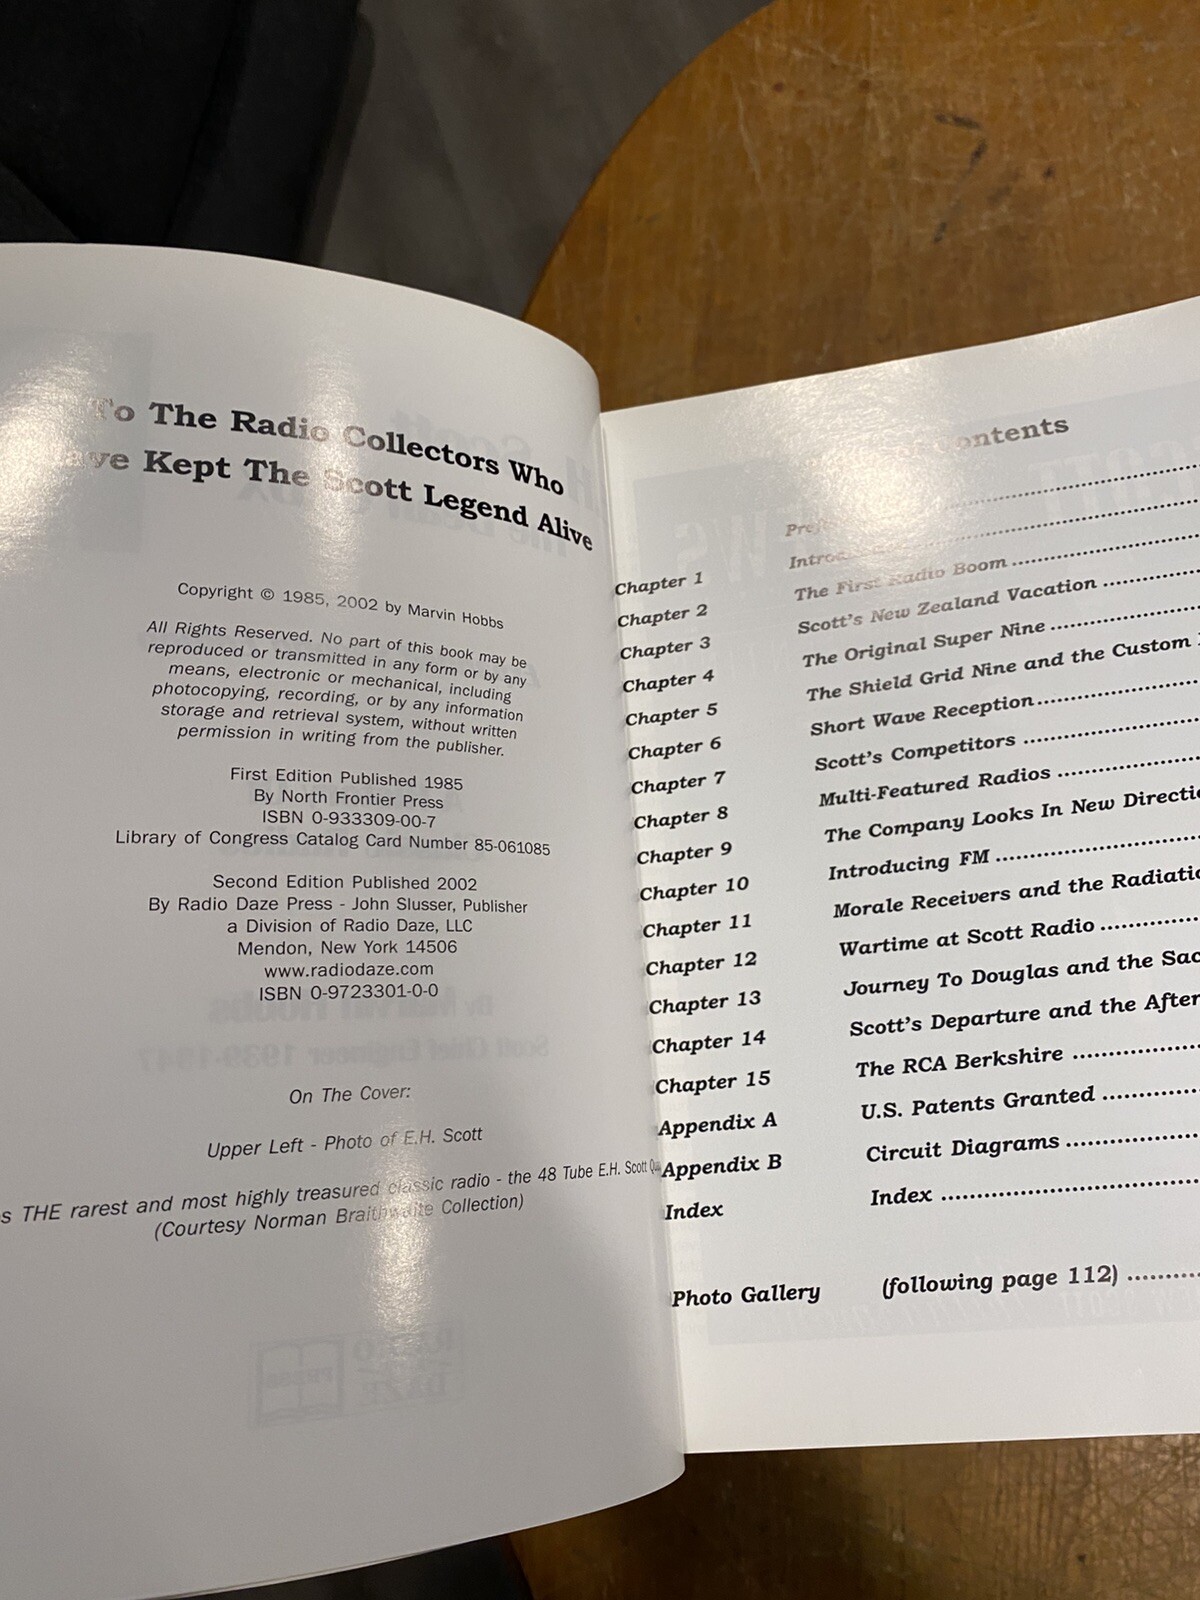 To The Radio Collectors Who
Kept The Scott Legend Alive
Copyright © 1985, 2002 by Marvin Hobbs
All Rights Reserved. No part of this book may be
reproduced or transmitted in any form or by any
means, electronic or mechanical, including
photocopying, recording, or by any information
storage and retrieval system, without written
permission in writing from the publisher.
First Edition Published 1985
By North Frontier Press
ISBN 0-933309-00-7
Library of Congress Catalog Card Number 85-061085
Second Edition Published 2002
By Radio Daze Press - John Slusser, Publisher
a Division of Radio Daze, LLC
Mendon, New York 14506
www.radiodaze.com
ISBN 0-9723301-0-0
On The Cover:
Upper Left - Photo of E.H. Scott
THE rarest and most highly treasured classic radio - the 48 Tube E.H. Scott
(Courtesy Norman Braithwaite Collection)
Contents
Chapter 1
Chapter 2 The First Radio Boom
Chapter 3 Scott's New Zealand Vacation
Chapter 4 The Original Super Nine
Chapter 5 The Shield Grid Nine and the Custom
Chapter 6 Short Wave Reception
Chapter 7 Scott's Competitors
Chapter 8 Multi-Featured Radios
Chapter 9 The Company Looks In New
Chapter 10 Introducing FM
Chapter 11 Morale Receivers and the
Chapter 12 Wartime at Scott Radio
Chapter 13 Journey To Douglas and the
Chapter 14 Scott's Departure and the
Chapter 15 The RCA Berkshire
Appendix A U.S. Patents Granted
Appendix B Circuit Diagrams
Index Index
Photo Gallery (following page 112)